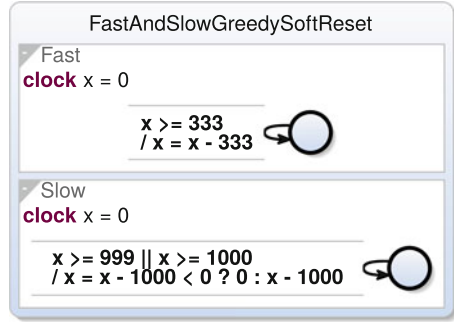 FastAndSlowGreedySoftReset
- Fast
clock x = 0
x >= 333
/ x = x - 333
- Slow
clock x = 0
x >= 999 || x >= 1000
/ x = x - 1000 < 0 ? 0 : x - 1000